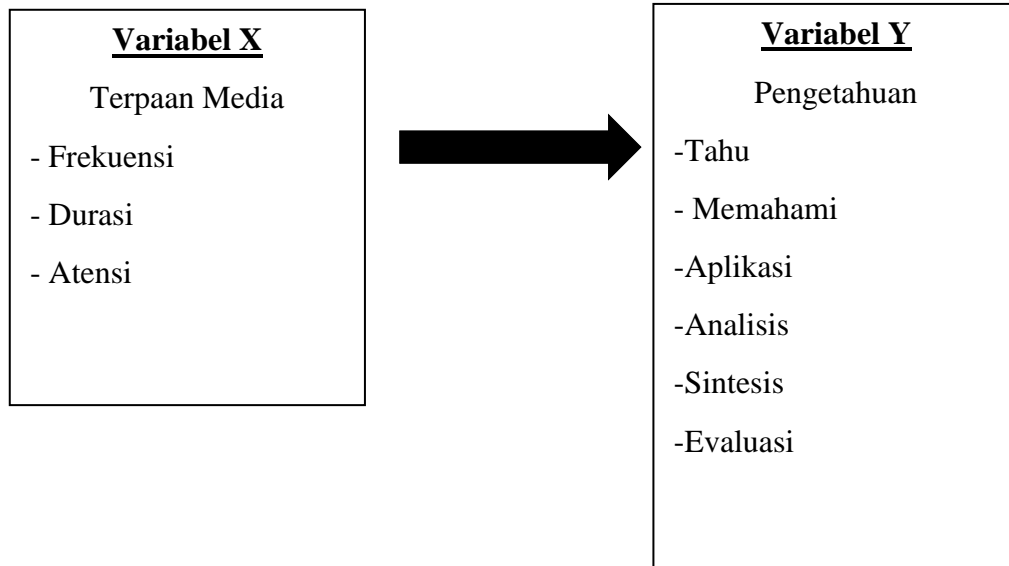 Variabel X
Terpaan Media
- Frekuensi
- Durasi
- Atensi
Variabel Y
Pengetahuan
-Tahu
- Memahami
-Aplikasi
-Analisis
-Sintesis
-Evaluasi